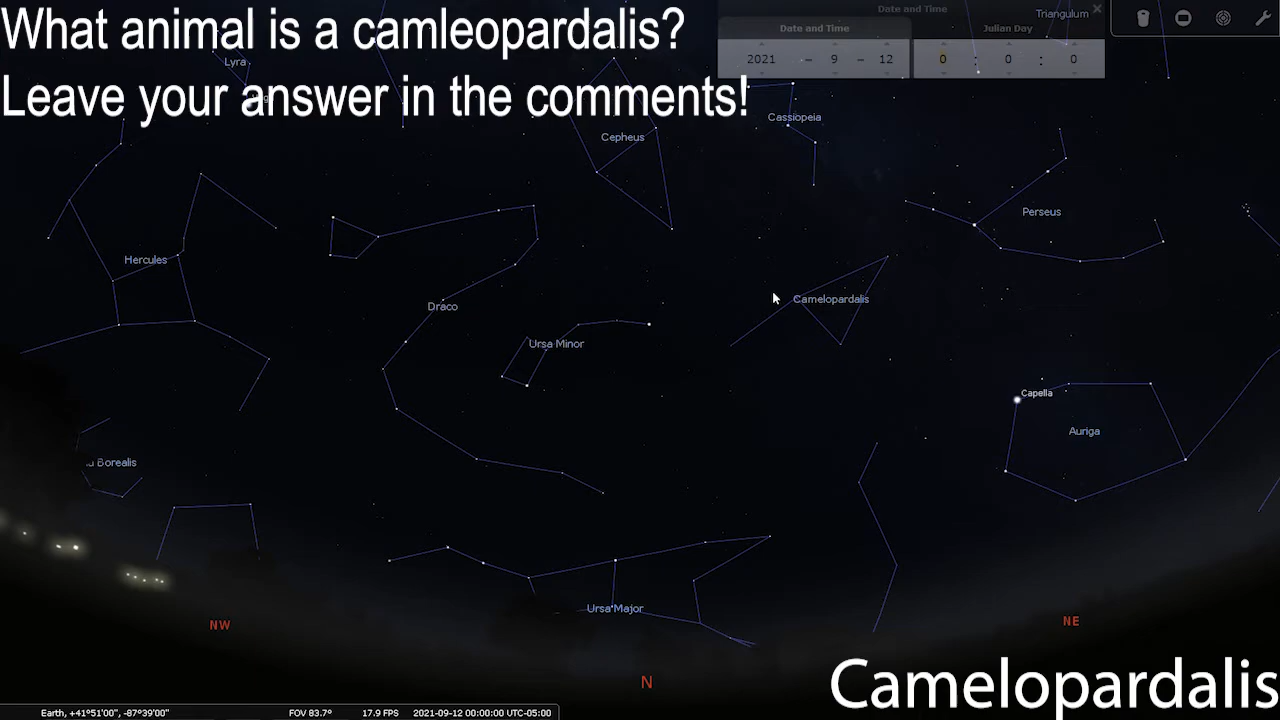 What animal is a camleopardalis?
Leave your answer in the comments!
Date and Time
Date and Time
Julian Day
2021 - 9 - 12
0 : 0 : 0
Triangulum
Lyra
Cepheus
Cassiopeia
Perseus
Hercules
Draco
Camelopardalis
Ursa Minor
Capella
Auriga
Borealis
Ursa Major
NW
NE
N
Camelopardalis
Earth, +41°51'00", -87°39'00"
FOV 83.7°
17.9 FPS
2021-09-12 00:00:00 UTC-05:00